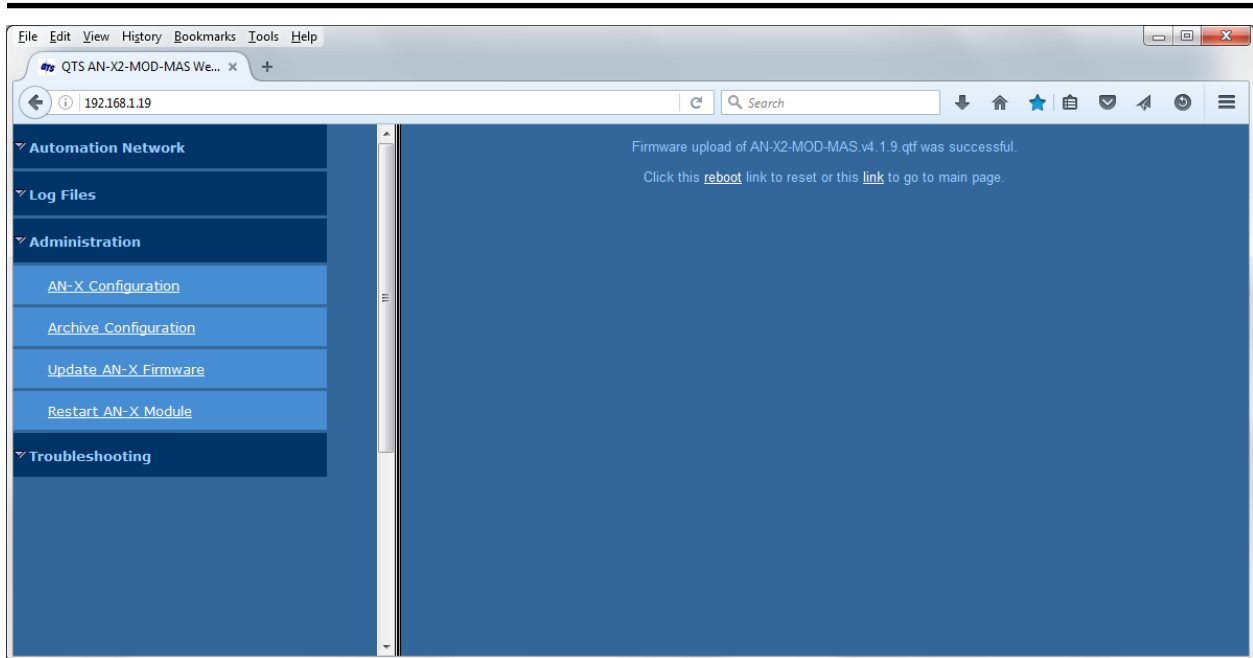 File Edit View History Bookmarks Tools Help
QTS AN-X2-MOD-MAS We...
192.168.1.19
Search
Automation Network
Log Files
Administration
AN-X Configuration
Archive Configuration
Update AN-X Firmware
Restart AN-X Module
Troubleshooting
Firmware upload of AN-X2-MOD-MAS.v4.1.9.qtf was successful.
Click this reboot link to reset or this link to go to main page.